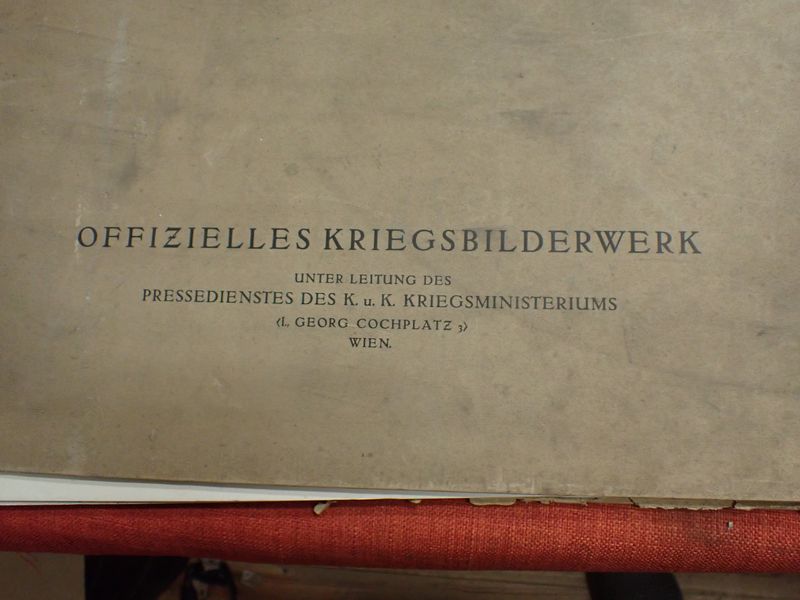 OFFIZIELLES KRIEGSBILDERWERK
UNTER LEITUNG DES
PRESSEDIENSTES DES K. u. K. KRIEGSMINISTERIUMS
(I., GEORG COCHPLATZ 3)
WIEN.